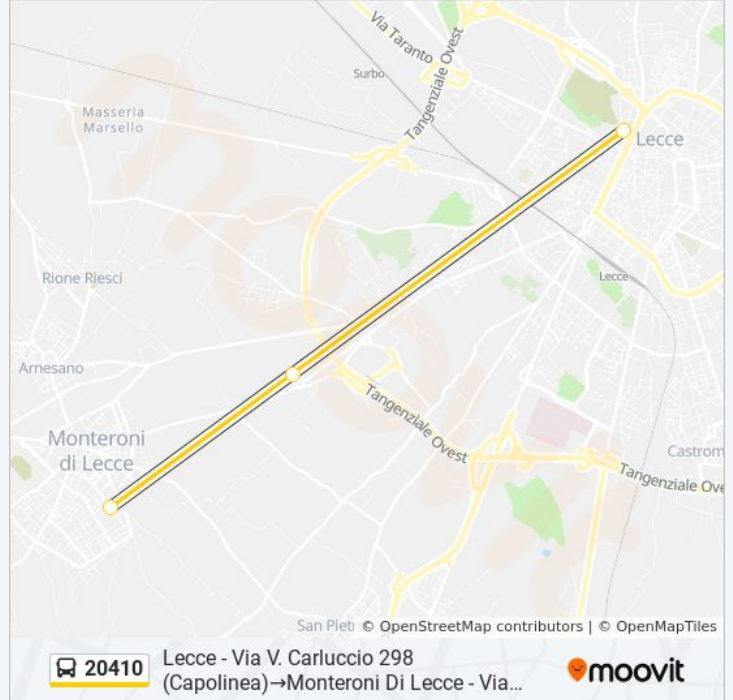 Via Taranto
Tangenziale Ovest
Surbo
Masseria
Marsello
Lecce
Rione Riesci
Lecce
Arnesano
Tangenziale Ovest
Monteroni
di Lecce
Castrom
Tangenziale Ove
San Pieti
© OpenStreetMap contributors | © OpenMapTiles
20410
Lecce - Via V. Carluccio 298
(Capolinea)→Monteroni Di Lecce - Via...
moovit